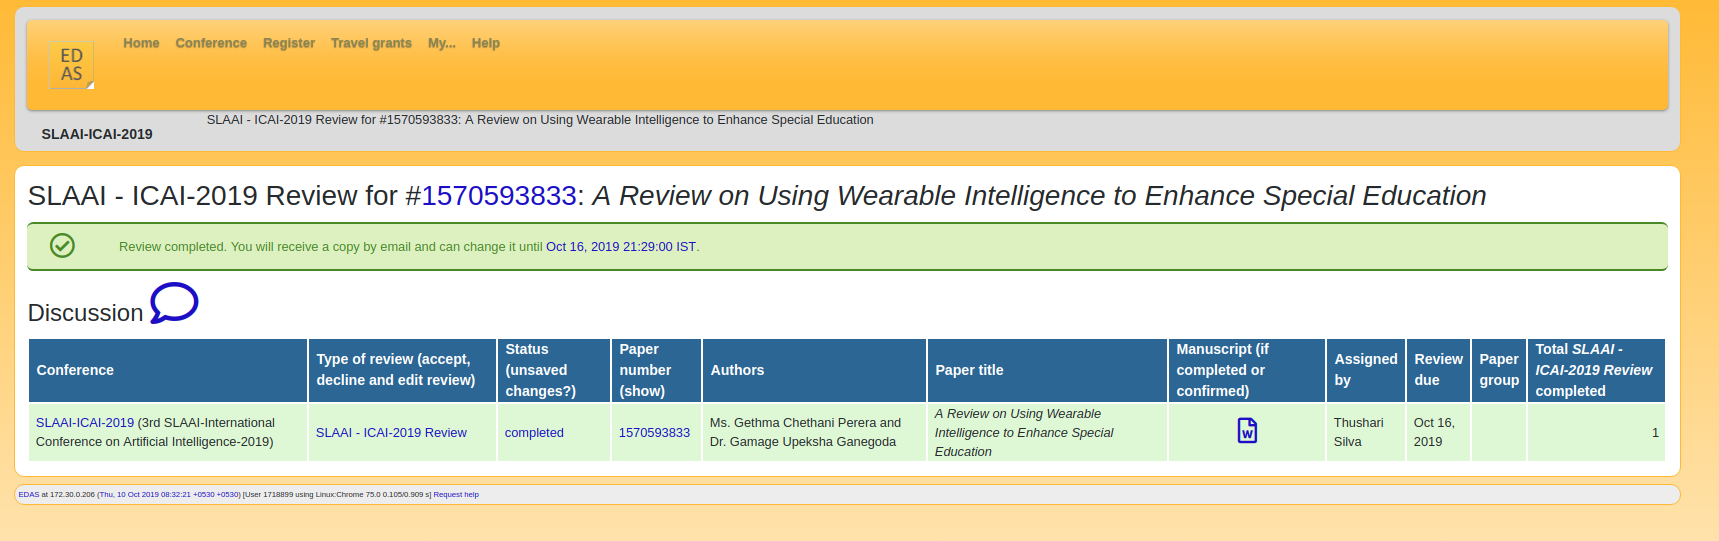 ED
AS
Home Conference Register Travel grants My... Help
SLAAI - ICAI-2019 Review for #1570593833: A Review on Using Wearable Intelligence to Enhance Special Education
SLAAI-ICAI-2019
SLAAI - ICAI-2019 Review for #1570593833: A Review on Using Wearable Intelligence to Enhance Special Education
Review completed. You will receive a copy by email and can change it until Oct 16, 2019 21:29:00 IST.
Discussion
Conference
Type of review (accept,
decline and edit review)
Status
(unsaved
changes?)
Paper
number
(show)
Authors
Paper title
Manuscript (if
completed or
confirmed)
Assigned
by
Review
due
Paper
group
Total SLAAI -
ICAI-2019 Review
completed
SLAAI-ICAI-2019 (3rd SLAAI-International
Conference on Artificial Intelligence-2019)
SLAAI - ICAI-2019 Review
completed
1570593833
Ms. Gethma Chethani Perera and
Dr. Gamage Upeksha Ganegoda
A Review on Using Wearable
Intelligence to Enhance Special
Education
W
Thushari
Silva
Oct 16,
2019
1
EDAS at 172.30.0.206 (Thu, 10 Oct 2019 08:32:21 +0530 +0530) [User 1718899 using Linux:Chrome 75.0 0.105/0.909 s] Request help